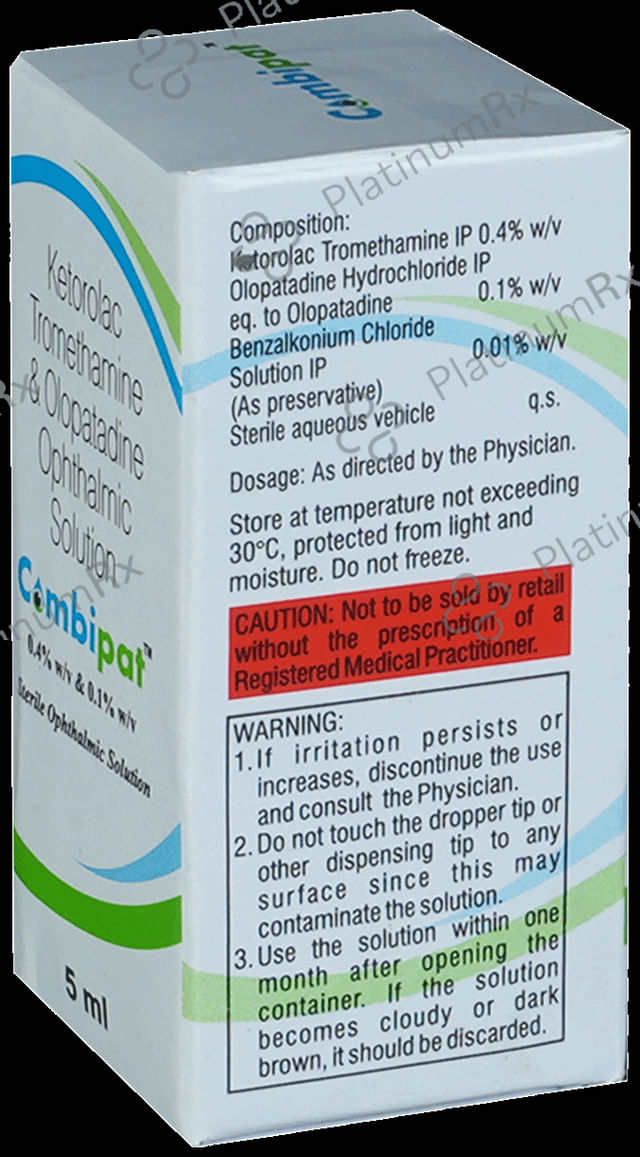 Combipat™
Ketorolac
Tromethamine
& Olopatadine
Ophthalmic
Solution
Combipat™
0.4% w/v & 0.1% w/v
Sterile Ophthalmic Solution
5 ml
Composition:
Ketorolac Tromethamine IP 0.4% w/v
Olopatadine Hydrochloride IP
eq. to Olopatadine 0.1% w/v
Benzalkonium Chloride
Solution IP 0.01% w/v
(As preservative)
Sterile aqueous vehicle q.s.
Dosage: As directed by the Physician.
Store at temperature not exceeding
30°C, protected from light and
moisture. Do not freeze.
CAUTION: Not to be sold by retail
without the prescription of a
Registered Medical Practitioner.
WARNING:
1. If irritation persists or
increases, discontinue the use
and consult the Physician.
2. Do not touch the dropper tip or
other dispensing tip to any
surface since this may
contaminate the solution.
3. Use the solution within one
month after opening the
container. If the solution
becomes cloudy or dark
brown, it should be discarded.
PlatinumRx
PlatinumRx